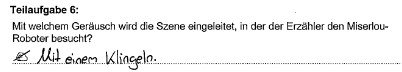 Teilaufgabe 6:
Mit welchem Geräusch wird die Szene eingeleitet, in der der Erzähler den Miserlou-
Roboter besucht?
Mit einem Klingeln.